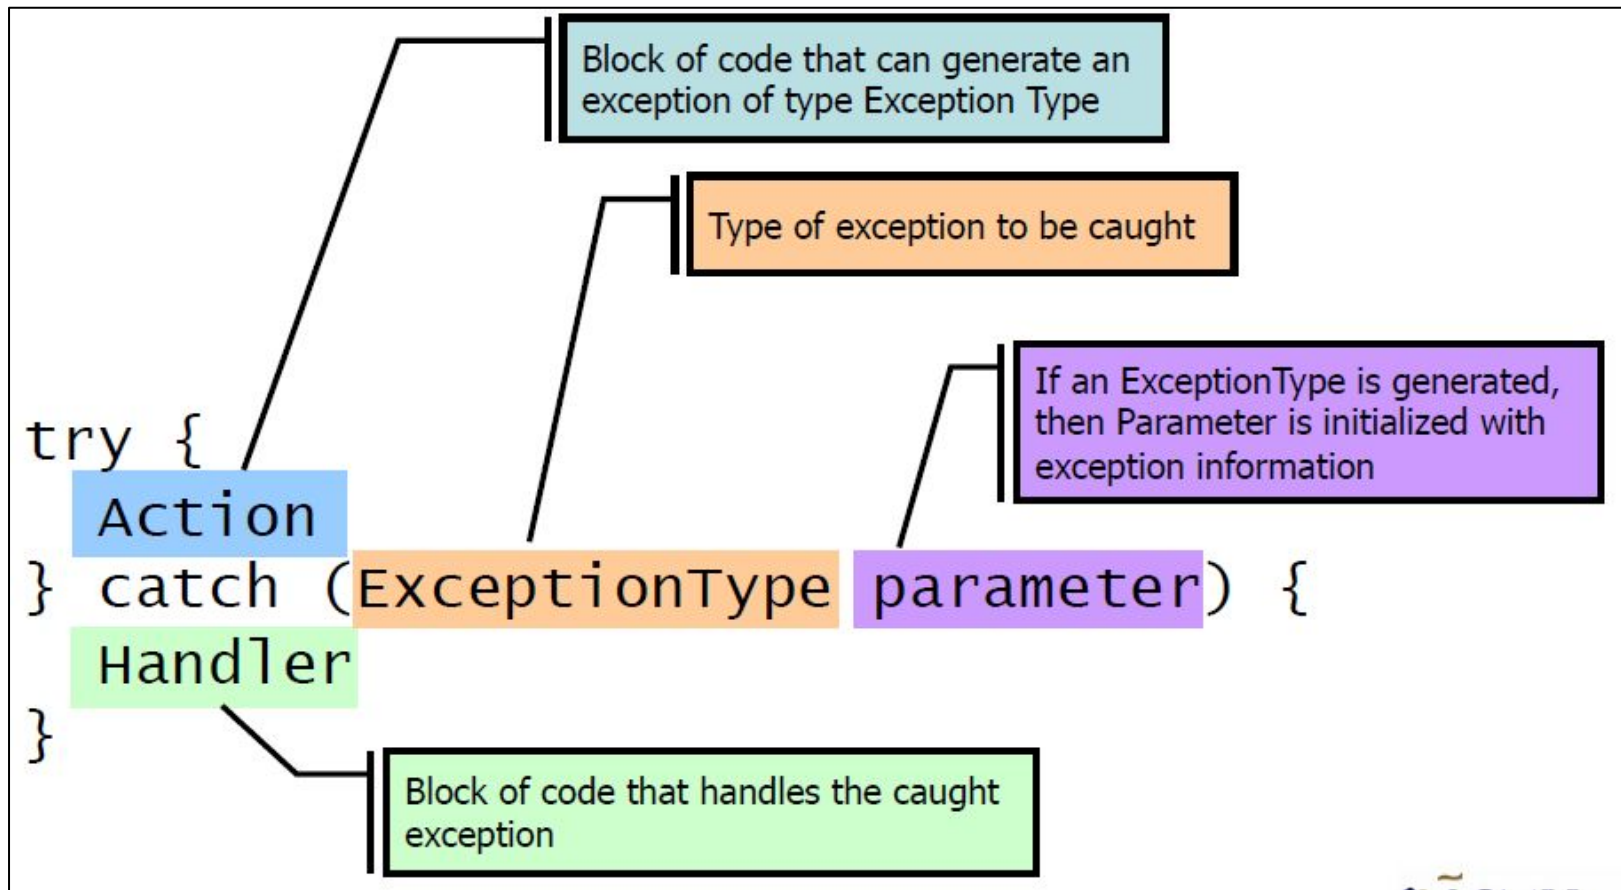 Block of code that can generate an
exception of type Exception Type
Type of exception to be caught
If an ExceptionType is generated,
then Parameter is initialized with
exception information
try {
Action
} catch (ExceptionType parameter) {
Handler
}
Block of code that handles the caught
exception